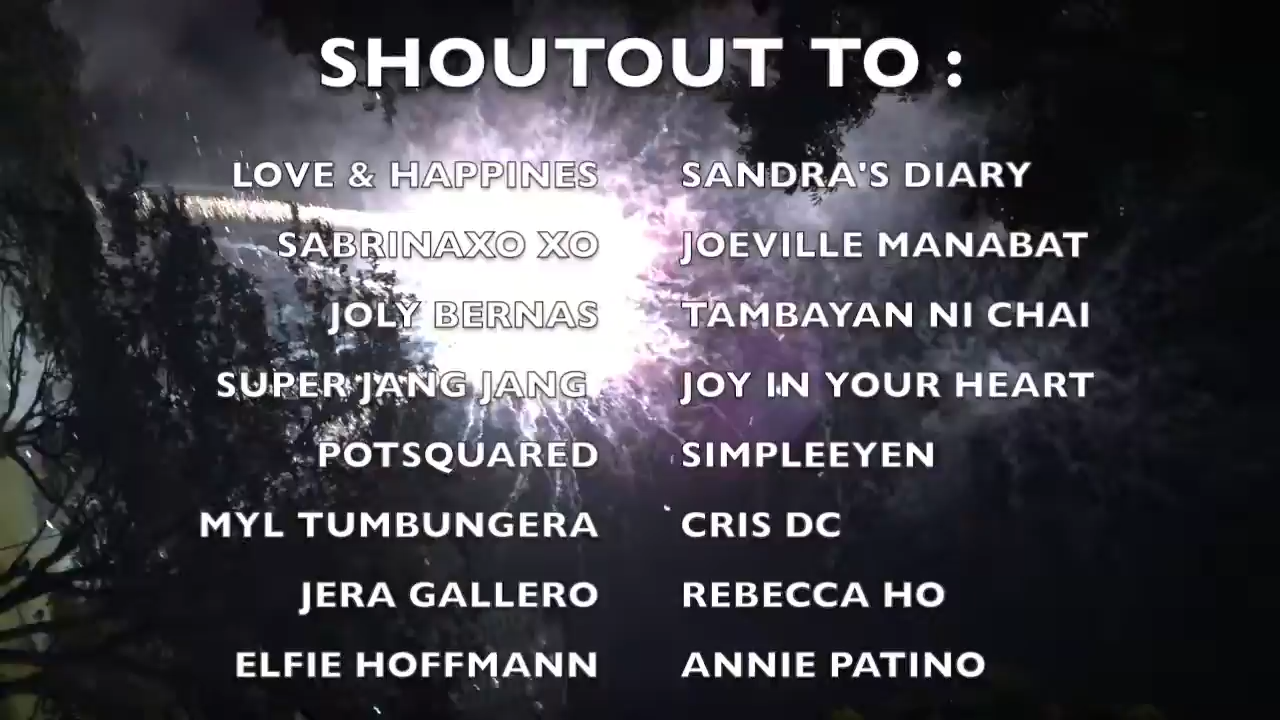 SHOUTOUT TO :
LOVE & HAPPINES SANDRA'S DIARY
SABRINAXO XO JOEVILLE MANABAT
JOLY BERNAS TAMBAYAN NI CHAI
SUPER JANG JANG JOY IN YOUR HEART
POTSQUARED SIMPLEEYEN
MYL TUMBUNGERA CRIS DC
JERA GALLERO REBECCA HO
ELFIE HOFFMANN ANNIE PATINO